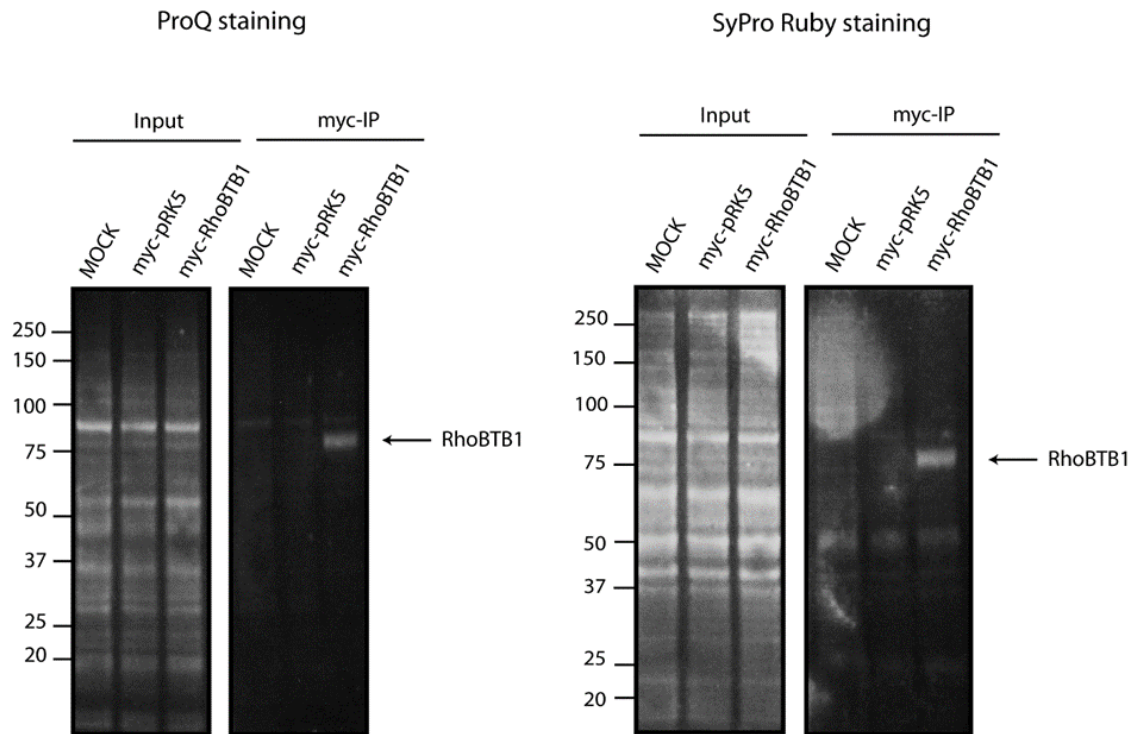 ProQ staining
SyPro Ruby staining
Input
myc-IP
Input
myc-IP
MOCK
myc-pRK5
myc-RhoBTB1
MOCK
myc-pRK5
myc-RhoBTB1
MOCK
myc-pRK5
myc-RhoBTB1
MOCK
myc-pRK5
myc-RhoBTB1
250
150
100
75
50
37
25
20
RhoBTB1
250
150
100
75
50
37
25
20
RhoBTB1